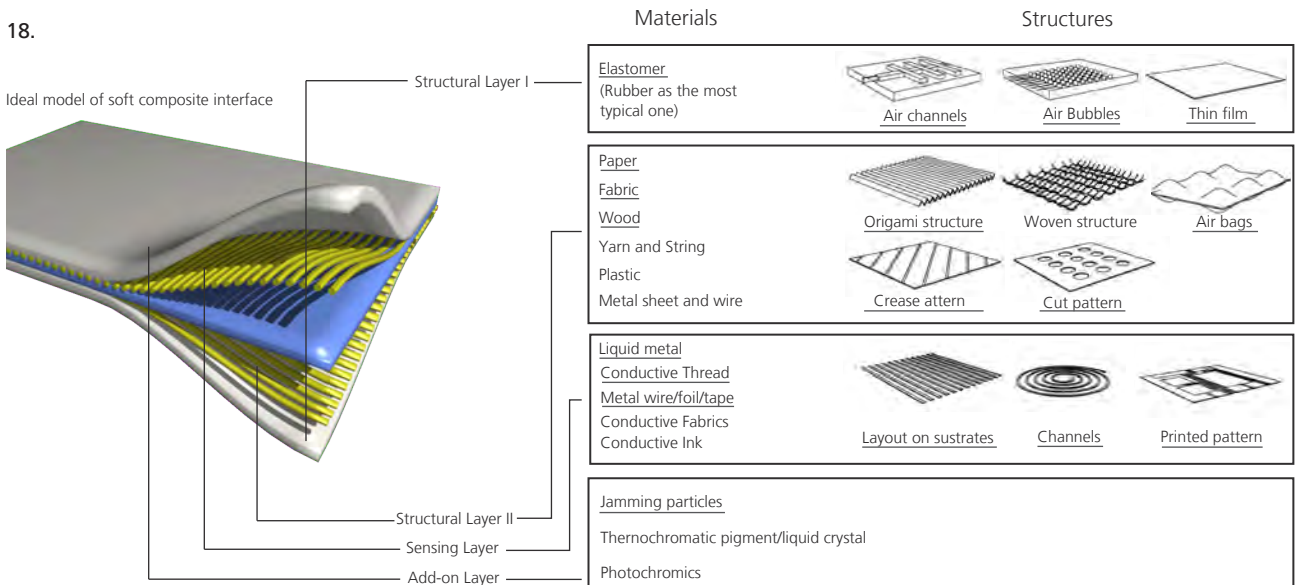 18.
Ideal model of soft composite interface
Materials
Structures
Structural Layer I
Elastomer
(Rubber as the most
typical one)
Air channels
Air Bubbles
Thin film
Paper
Fabric
Wood
Yarn and String
Plastic
Metal sheet and wire
Origami structure
Woven structure
Air bags
Crease attern
Cut pattern
Liquid metal
Conductive Thread
Metal wire/foil/tape
Conductive Fabrics
Conductive Ink
Layout on sustrates
Channels
Printed pattern
Structural Layer II
Sensing Layer
Add-on Layer
Jamming particles
Thernochromatic pigment/liquid crystal
Photochromics